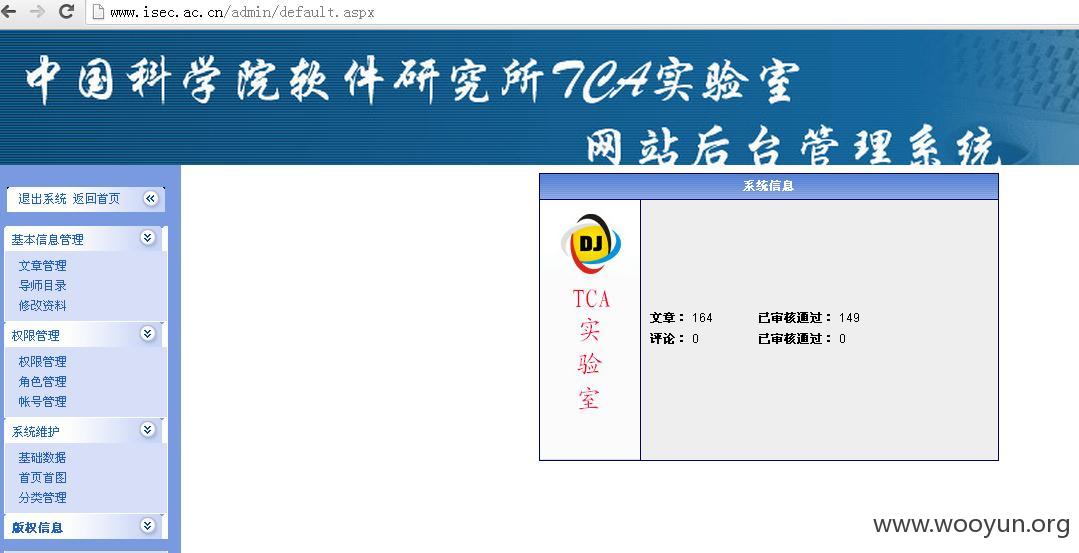 www.isec.ac.cn/admin/default.aspx
中国科学院软件研究所TCA实验室
网站后台管理系统
退出系统 返回首页
基本信息管理
文章管理
导师目录
修改资料
权限管理
权限管理
角色管理
帐号管理
系统维护
基础数据
首页首图
分类管理
版权信息
系统信息
DJ
TCA
实
验
室
文章： 164 已审核通过： 149
评论： 0 已审核通过： 0
www.wooyun.org